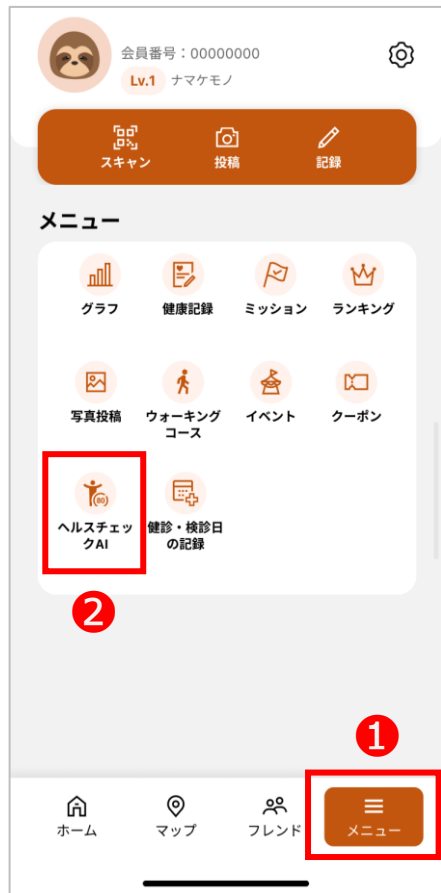 会員番号：00000000
Lv.1 ナマケモノ
スキャン 投稿 記録
メニュー
グラフ 健康記録 ミッション ランキング
写真投稿 ウォーキング イベント クーポン
コース
80
ヘルスチェッ 健診・検診日
クAI の記録
2
1
ホーム マップ フレンド メニュー